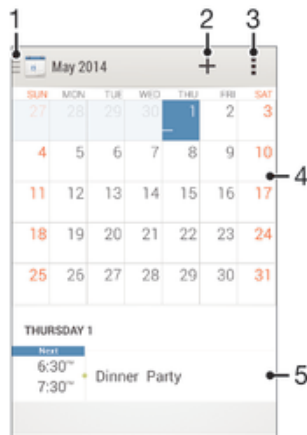 1 2 3
May 2014
SUN MON TUE WED THU FRI SAT
27 28 29 30 1 2 3
4 5 6 7 8 9 10
4
11 12 13 14 15 16 17
18 19 20 21 22 23 24
25 26 27 28 29 30 31
THURSDAY 1
Next
6:30PM
Dinner Party
5
7:30PM